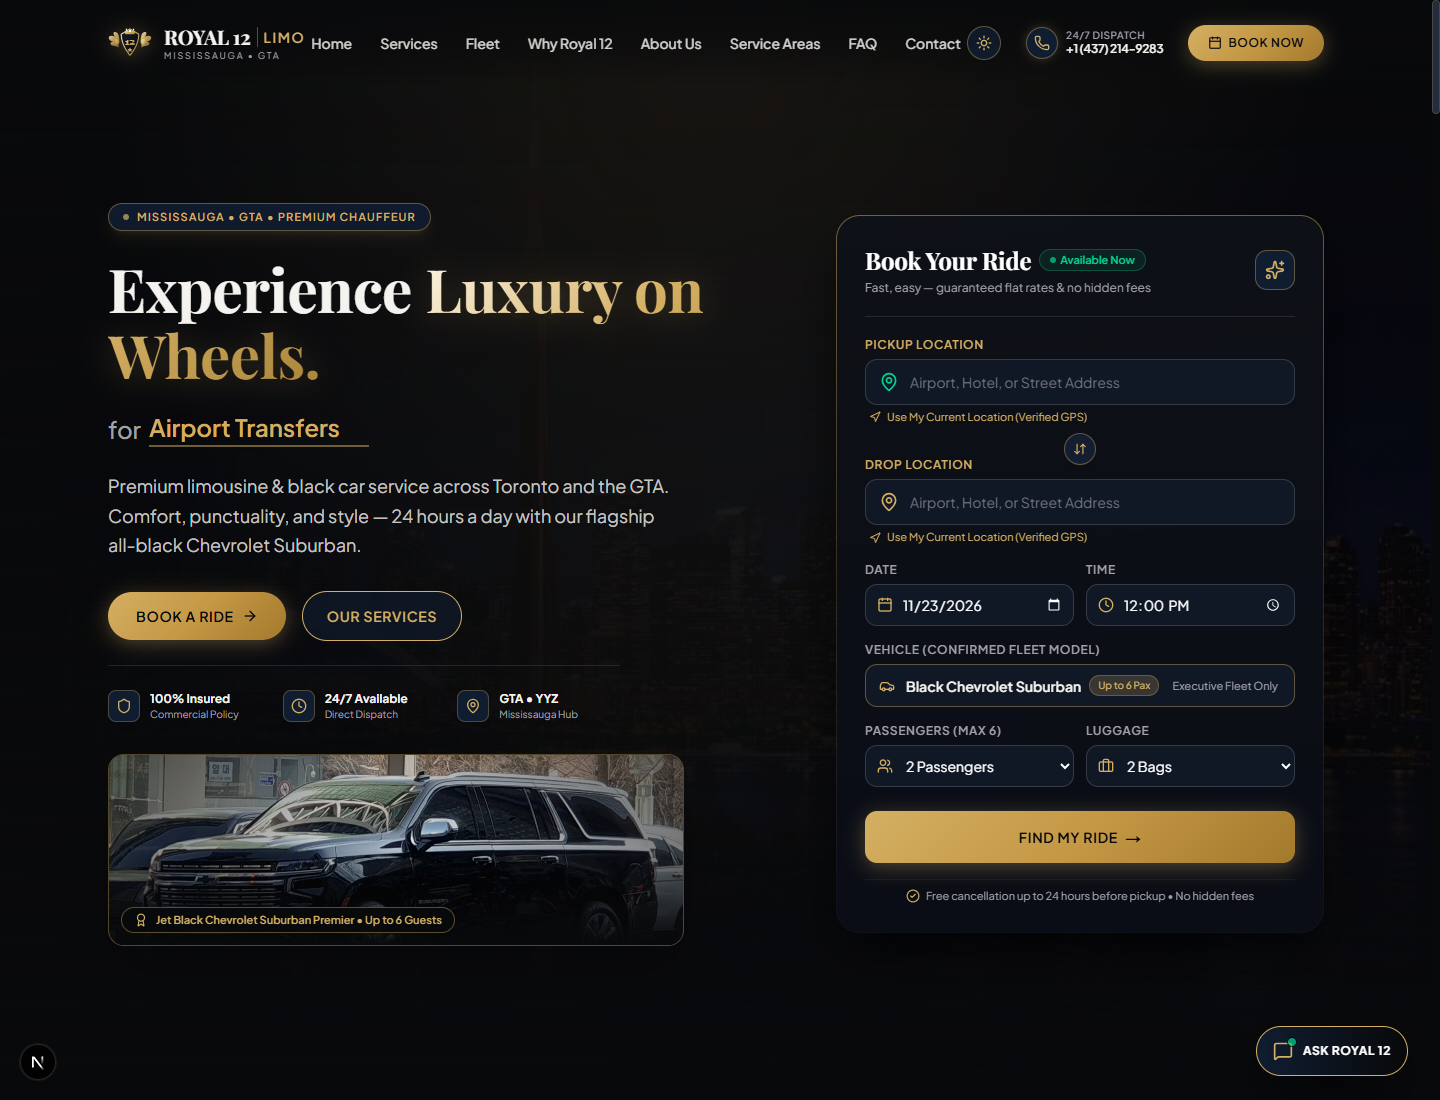 12
ROYAL 12 | LIMO
MISSISSAUGA • GTA
Home Services Fleet Why Royal 12 About Us Service Areas FAQ Contact
24/7 DISPATCH
+1 (437) 214-9283
BOOK NOW
MISSISSAUGA • GTA • PREMIUM CHAUFFEUR
Experience Luxury on
Wheels.
for Airport Transfers
Premium limousine & black car service across Toronto and the GTA.
Comfort, punctuality, and style — 24 hours a day with our flagship
all-black Chevrolet Suburban.
BOOK A RIDE →
OUR SERVICES
100% Insured
Commercial Policy
24/7 Available
Direct Dispatch
GTA • YYZ
Mississauga Hub
Jet Black Chevrolet Suburban Premier • Up to 6 Guests
Book Your Ride
Available Now
Fast, easy — guaranteed flat rates & no hidden fees
PICKUP LOCATION
Airport, Hotel, or Street Address
Use My Current Location (Verified GPS)
DROP LOCATION
Airport, Hotel, or Street Address
Use My Current Location (Verified GPS)
DATE
11/23/2026
TIME
12:00 PM
VEHICLE (CONFIRMED FLEET MODEL)
Black Chevrolet Suburban Up to 6 Pax Executive Fleet Only
PASSENGERS (MAX 6)
2 Passengers
LUGGAGE
2 Bags
FIND MY RIDE →
Free cancellation up to 24 hours before pickup • No hidden fees
N
ASK ROYAL 12